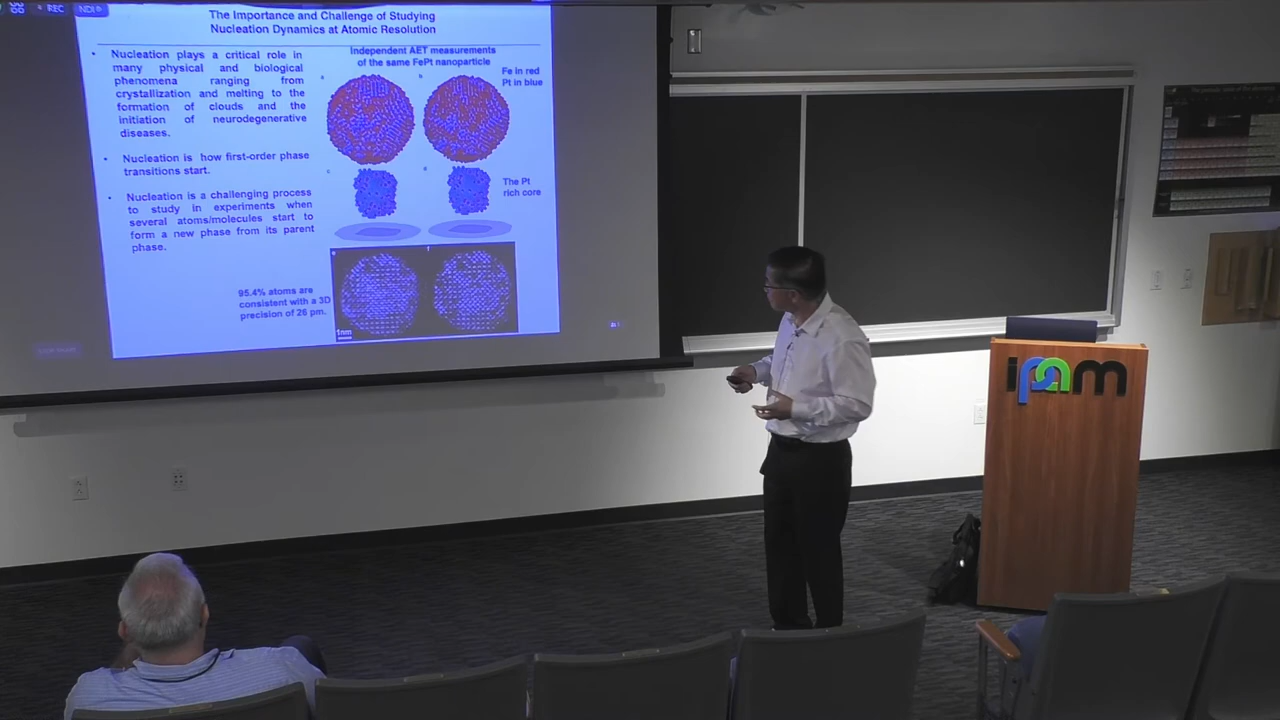 REC
NDI
The Importance and Challenge of Studying
Nucleation Dynamics at Atomic Resolution
• Nucleation plays a critical role in
many physical and biological
phenomena ranging from
crystallization and melting to the
formation of clouds and the
initiation of neurodegenerative
diseases.
• Nucleation is how first-order phase
transitions start.
• Nucleation is a challenging process
to study in experiments when
several atoms/molecules start to
form a new phase from its parent
phase.
Independent AET measurements
of the same FePt nanoparticle
Fe in red
Pt in blue
a
b
c
d
The Pt
rich core
e
f
95.4% atoms are
consistent with a 3D
precision of 26 pm.
1nm
ipam